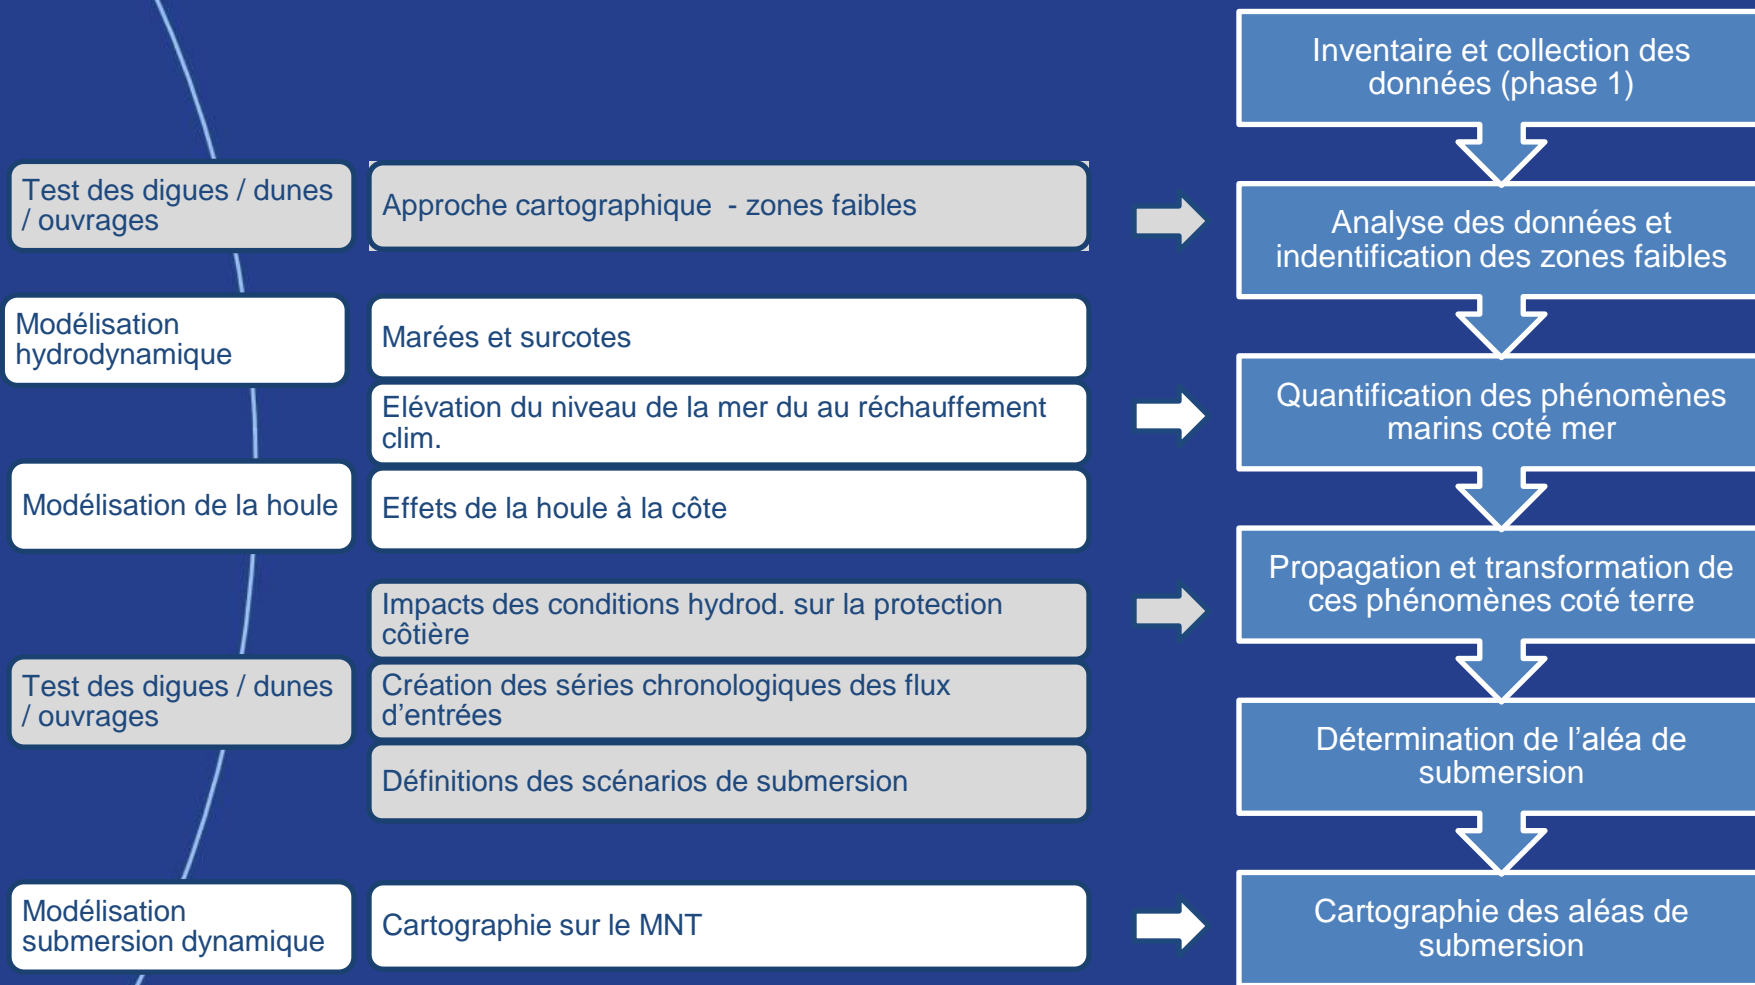 Inventaire et collection des
données (phase 1)
Test des digues / dunes
/ ouvrages
Approche cartographique  - zones faibles
Analyse des données et
indentification des zones faibles
Modélisation
hydrodynamique
Marées et surcotes
Elévation du niveau de la mer du au réchauffement
clim.
Quantification des phénomènes
marins coté mer
Modélisation de la houle
Effets de la houle à la côte
Impacts des conditions hydrod. sur la protection
côtière
Propagation et transformation de
ces phénomènes coté terre
Test des digues / dunes
/ ouvrages
Création des séries chronologiques des flux
d’entrées
Définitions des scénarios de submersion
Détermination de l’aléa de
submersion
Modélisation
submersion dynamique
Cartographie sur le MNT
Cartographie des aléas de
submersion